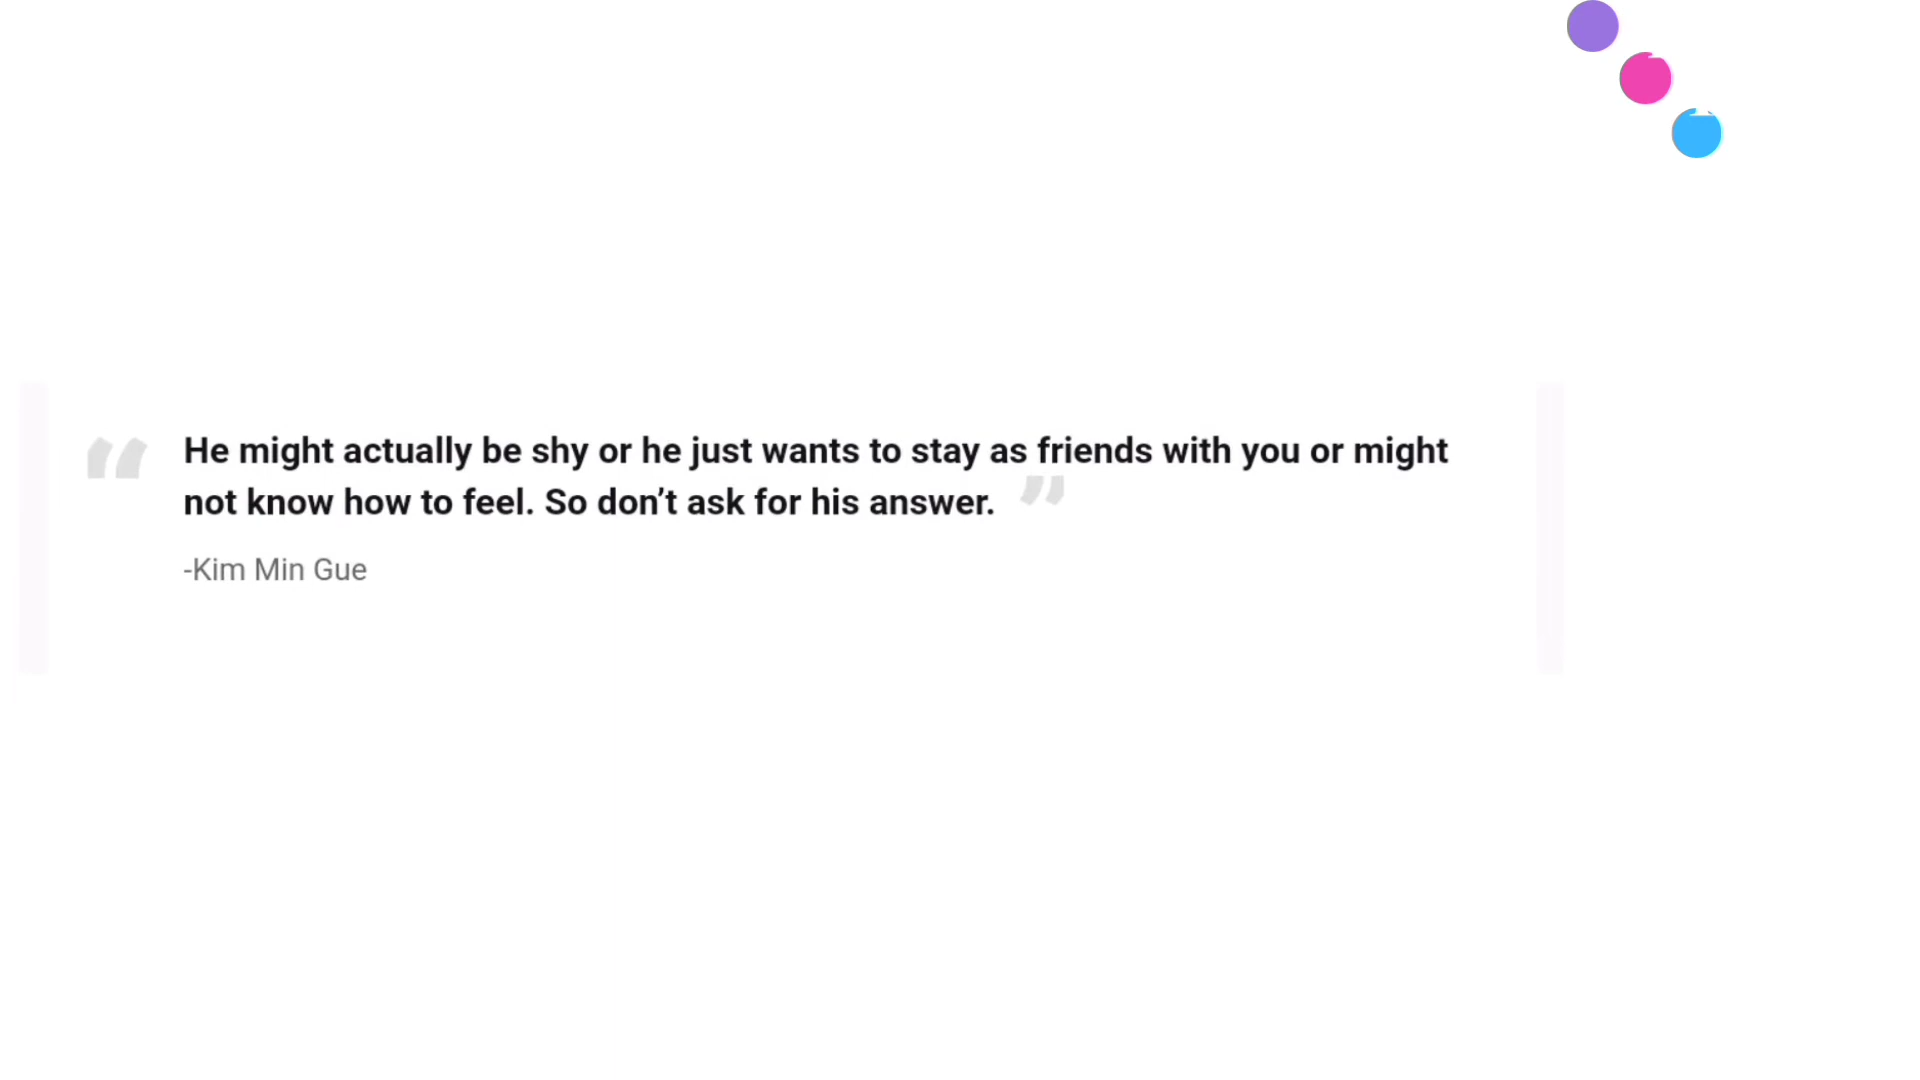 “He might actually be shy or he just wants to stay as friends with you or might
not know how to feel. So don’t ask for his answer.”
-Kim Min Gue